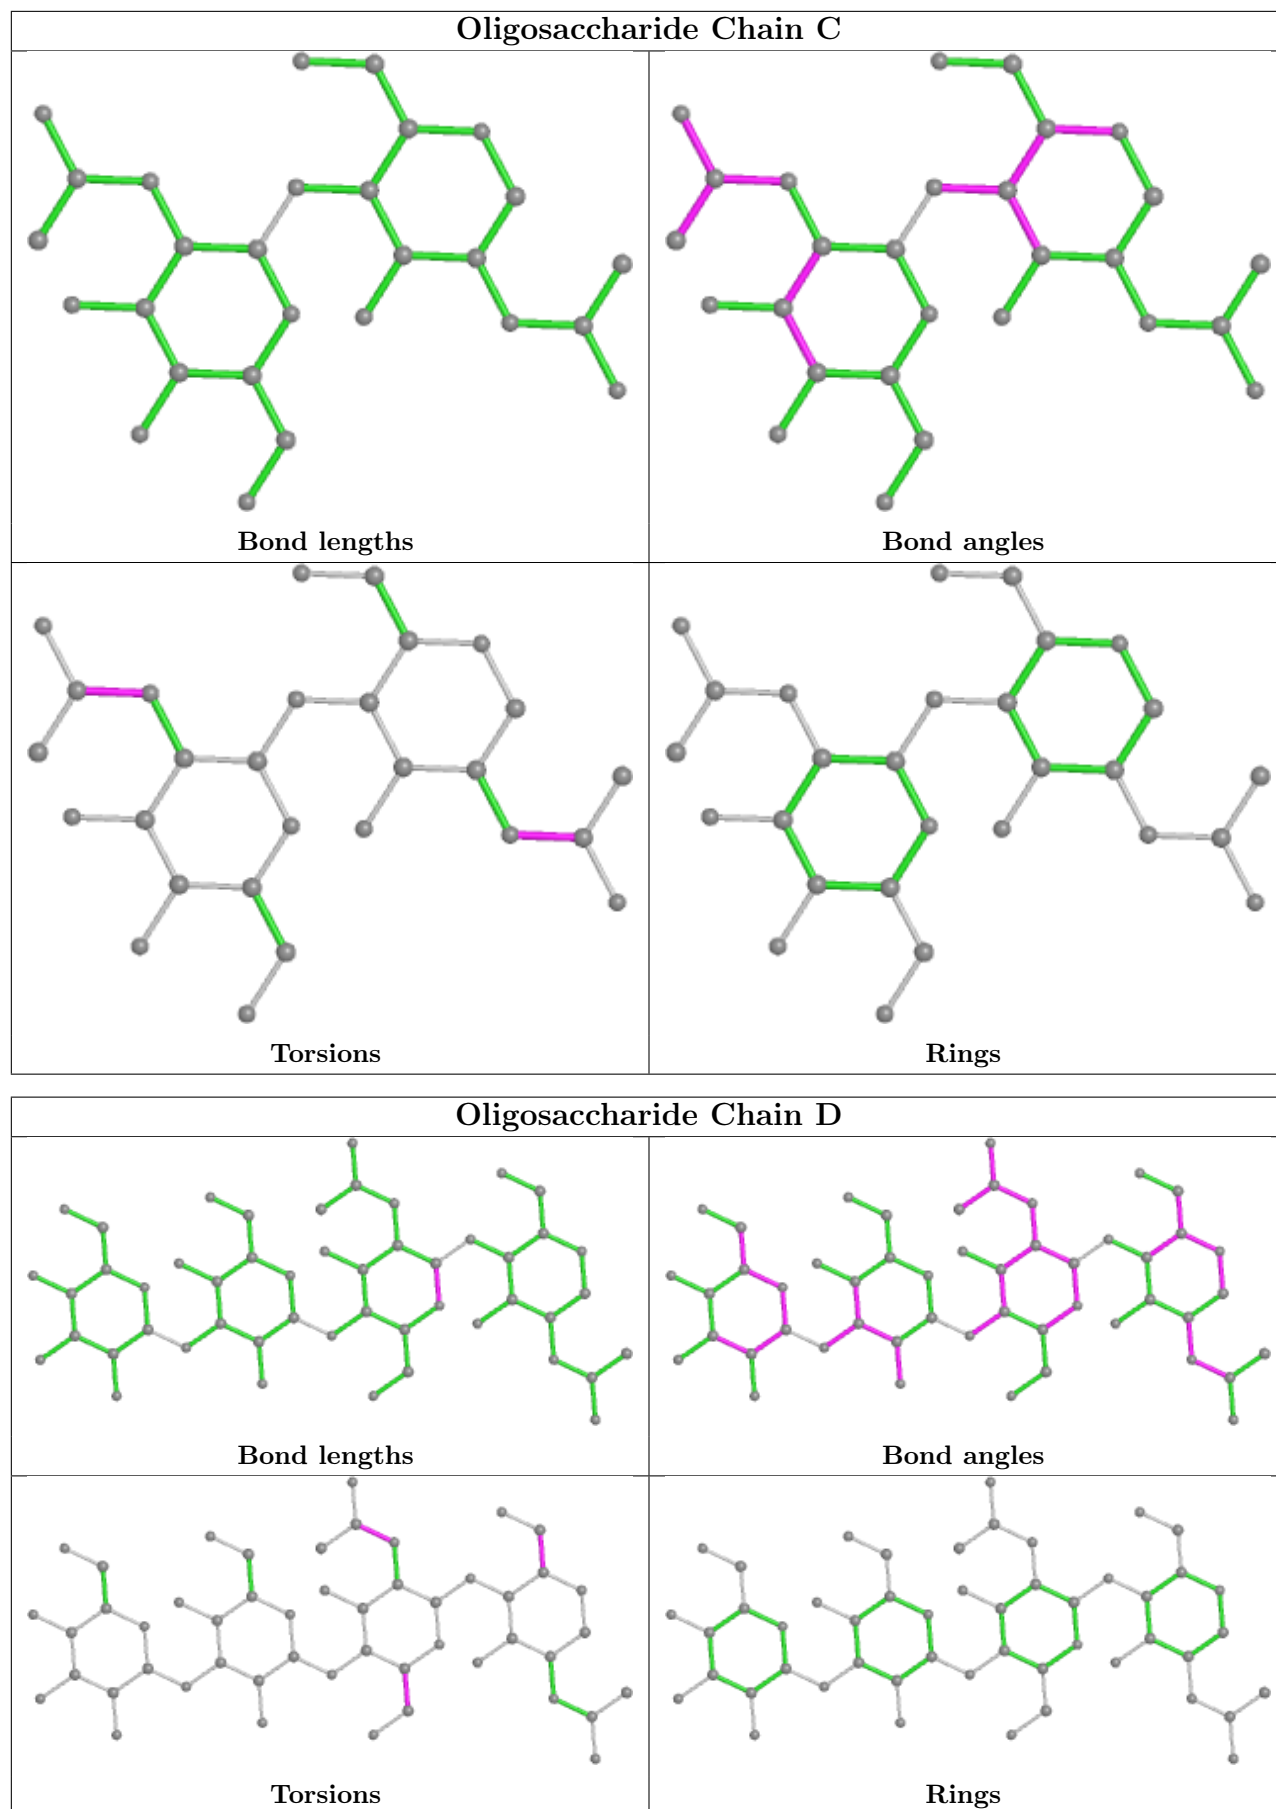 Oligosaccharide Chain C
Bond lengths
Bond angles
Torsions
Rings
Oligosaccharide Chain D
Bond lengths
Bond angles
Torsions
Rings